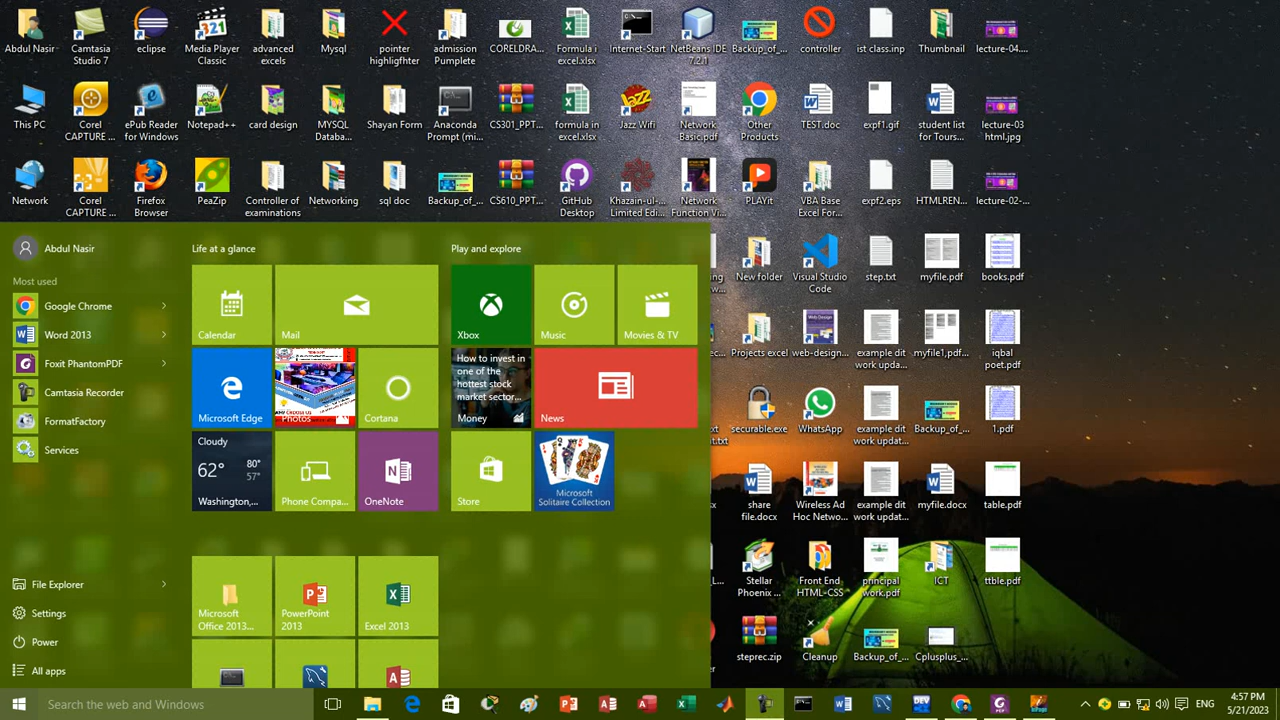 Abdul Na...
Camtasia
Studio 7
eclipse
Media Player
Classic
advanced
excels
Mysql
pointer
highlighter
admission
Pumplete
CORELDRA...
Formula i
excel.xlsx
Internet-Start
NetBeans IDE
7.2.1
Backup_of_...
controller
ist class.inp
Thumbnail
lecture-04....
This PC
Corel
CAPTURE ...
ePub Reader
for Windows
Notepad++
card design
MYSQL
Databa...
Shayan Form
Anaconda
Prompt (mi...
CS301_PPT...
formula in
excel.xlsx
Jazz Wifi
Network
Basic.pdf
Other
Products
TEST.doc
expf1.gif
student list
for Tours...
lecture-03
html.jpg
Network
Corel
CAPTURE ...
Firefox
Browser
PeaZip
Controller of
examination
networking
sql doc
Backup_of_...
CS610_PPT...
GitHub
Desktop
Khazain-ul-...
Limited Edi...
Network
Function Vi...
PLAYit
VBA Base
Excel For...
expf2.eps
HTMLREN...
lecture-02-...
Abdul Nasir
Most used
Google Chrome
Word 2013
Foxit PhantomPDF
Camtasia Recorder
FormatFactory
Services
File Explorer
Settings
Power
All apps
Life at a glance
Calendar
Mail
Microsoft Edge
Photos
Cortana
Cloudy
62° 80°
57°
Washington...
Phone Compa...
OneNote
Microsoft
Office 2013...
PowerPoint
2013
Excel 2013
Play and explore
Xbox
Music
Movies & TV
How to invest in
one of the
hottest stock
market sector...
Money
News
Store
Microsoft
Solitaire Collection
New folder
Visual Studio
Code
step.txt
myfile.pdf
books.pdf
Projects excel
web-design...
example dit
work upda...
myfile1,pdf...
iqbal
poet.pdf
securable.exe
WhatsApp
example dit
work updat...
Backup_of_...
1.pdf
share
file.docx
Wireless Ad
Hoc Netwo...
example dit
work updat...
myfile.docx
table.pdf
Stellar
Phoenix ...
Front End
HTML-CSS
principal
work.pdf
ICT
ttble.pdf
steprec.zip
Cleanup
Backup_of_...
Cplusplus_...
Search the web and Windows
ENG
4:57 PM
5/21/2023